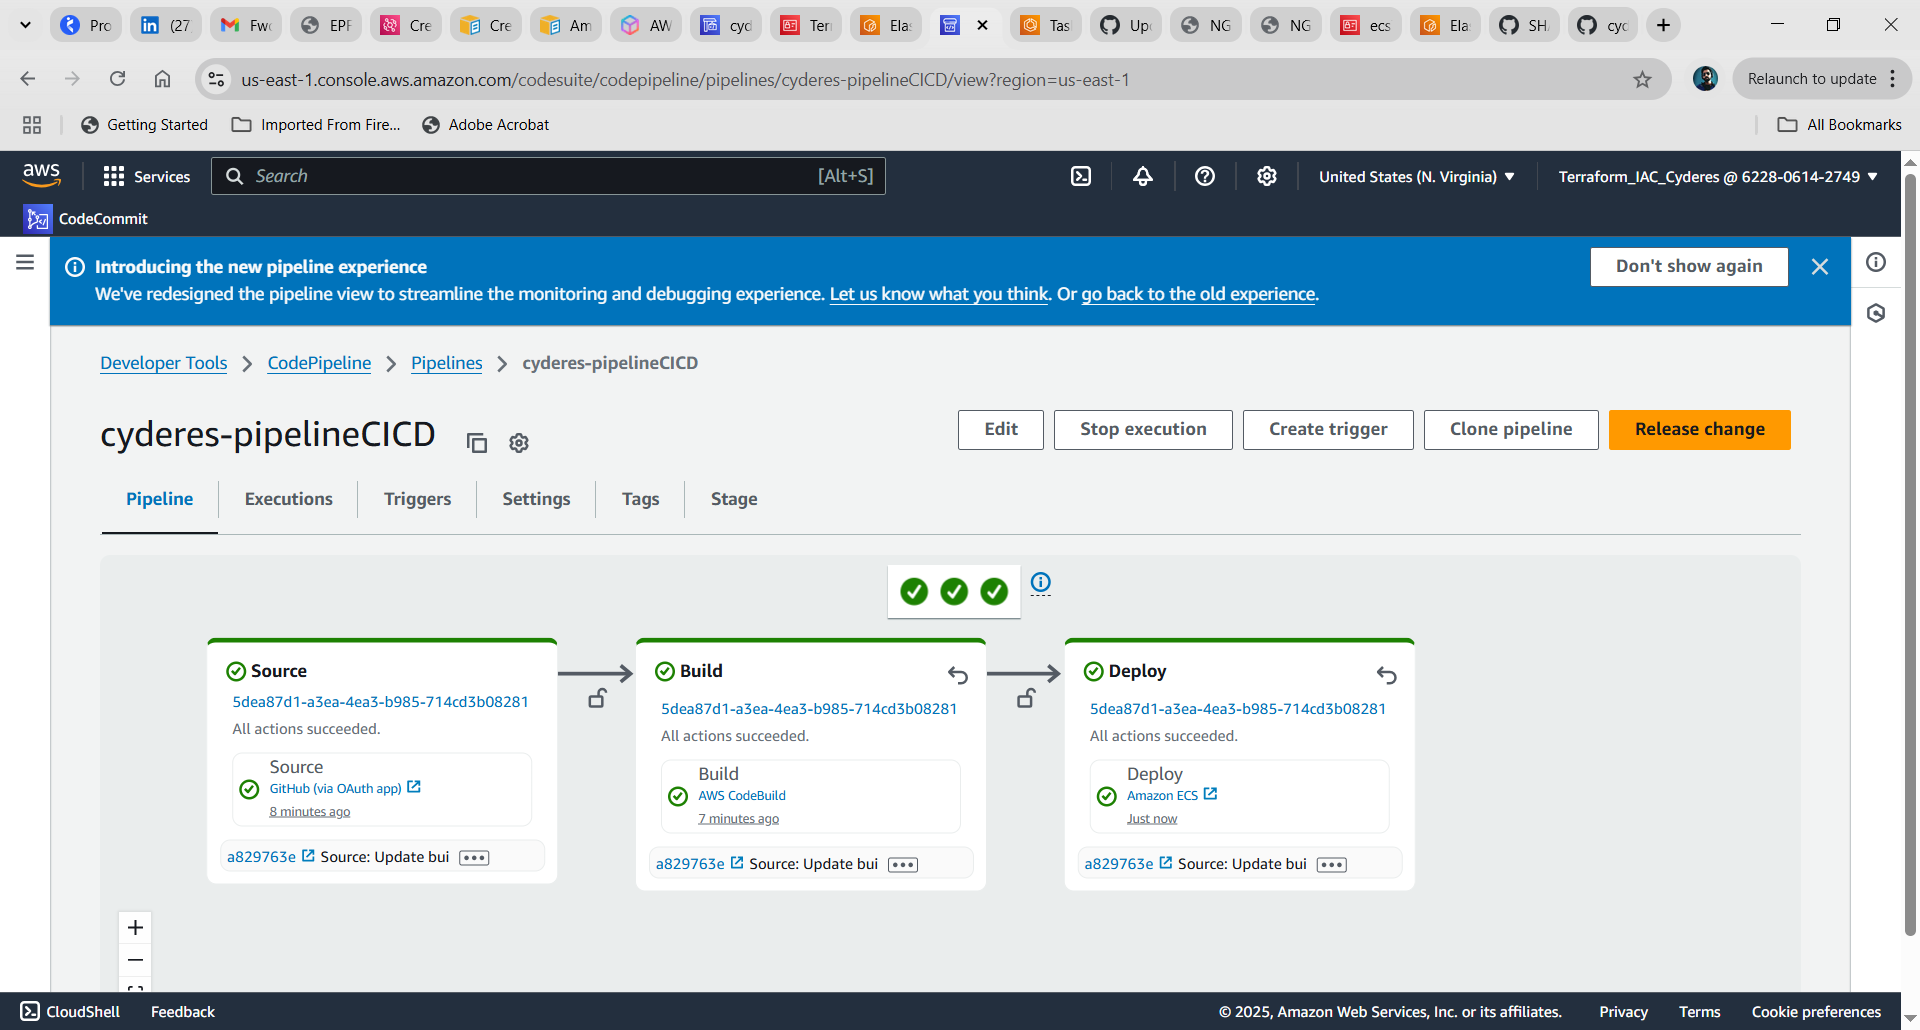 Pro
(27
Fwc
EPF
Cre
Cre
Am
AW
cyd
Teri
Elas
Tas
Upc
NG
NG
ecs
Ela
SH
cyc
us-east-1.console.aws.amazon.com/codesuite/codepipeline/pipelines/cyderes-pipelineCICD/view?region=us-east-1
Relaunch to update
Getting Started
Imported From Fire...
Adobe Acrobat
All Bookmarks
aws
Services
Search
[Alt+S]
United States (N. Virginia)
Terraform_IAC_Cyderes @ 6228-0614-2749
CodeCommit
Introducing the new pipeline experience
We've redesigned the pipeline view to streamline the monitoring and debugging experience. Let us know what you think. Or go back to the old experience.
Don't show again
Developer Tools
CodePipeline
Pipelines
cyderes-pipelineCICD
cyderes-pipelineCICD
Edit
Stop execution
Create trigger
Clone pipeline
Release change
Pipeline
Executions
Triggers
Settings
Tags
Stage
Source
5dea87d1-a3ea-4ea3-b985-714cd3b08281
All actions succeeded.
Source
GitHub (via OAuth app)
8 minutes ago
a829763e Source: Update bui
Build
5dea87d1-a3ea-4ea3-b985-714cd3b08281
All actions succeeded.
Build
AWS CodeBuild
7 minutes ago
a829763e Source: Update bui
Deploy
5dea87d1-a3ea-4ea3-b985-714cd3b08281
All actions succeeded.
Deploy
Amazon ECS
Just now
a829763e Source: Update bui
CloudShell
Feedback
© 2025, Amazon Web Services, Inc. or its affiliates.
Privacy
Terms
Cookie preferences